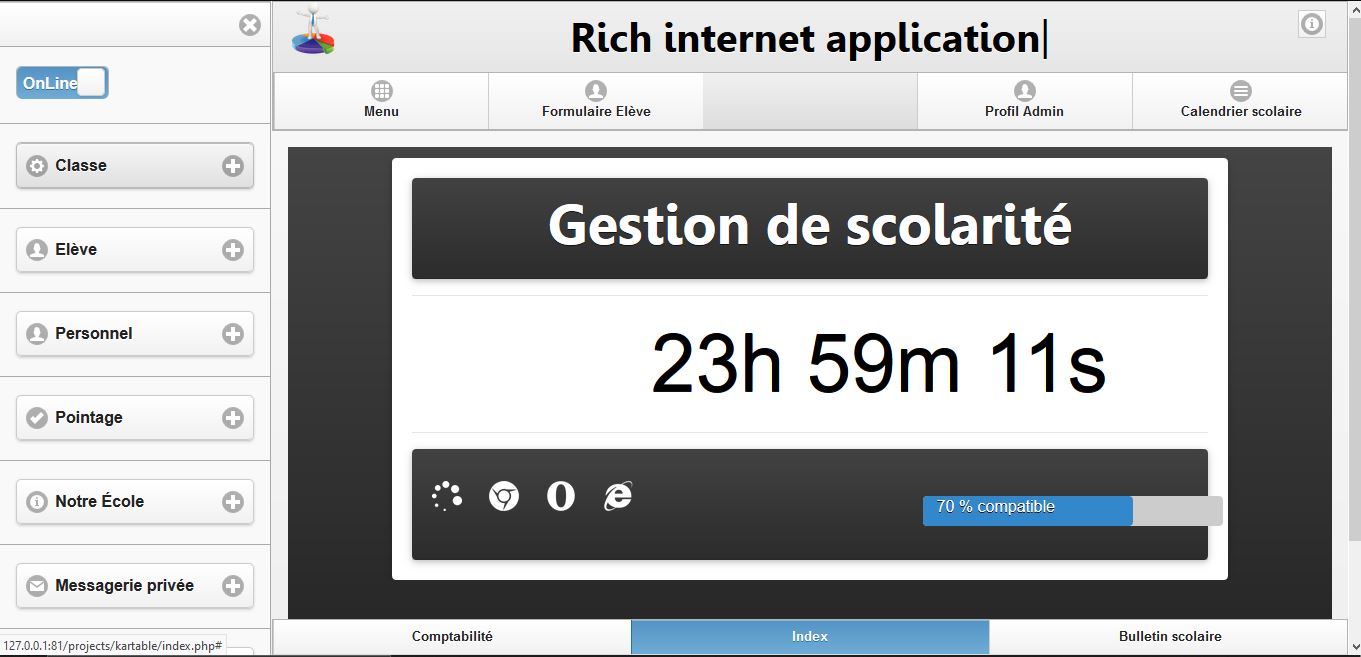 Rich internet application
OnLine
Menu
Formulaire Elève
Profil Admin
Calendrier scolaire
Classe
Elève
Personnel
Pointage
Notre École
Messagerie privée
Gestion de scolarité
23h 59m 11s
70 % compatible
127.0.0.1:81/projects/kartable/index.php#
Comptabilité
Index
Bulletin scolaire